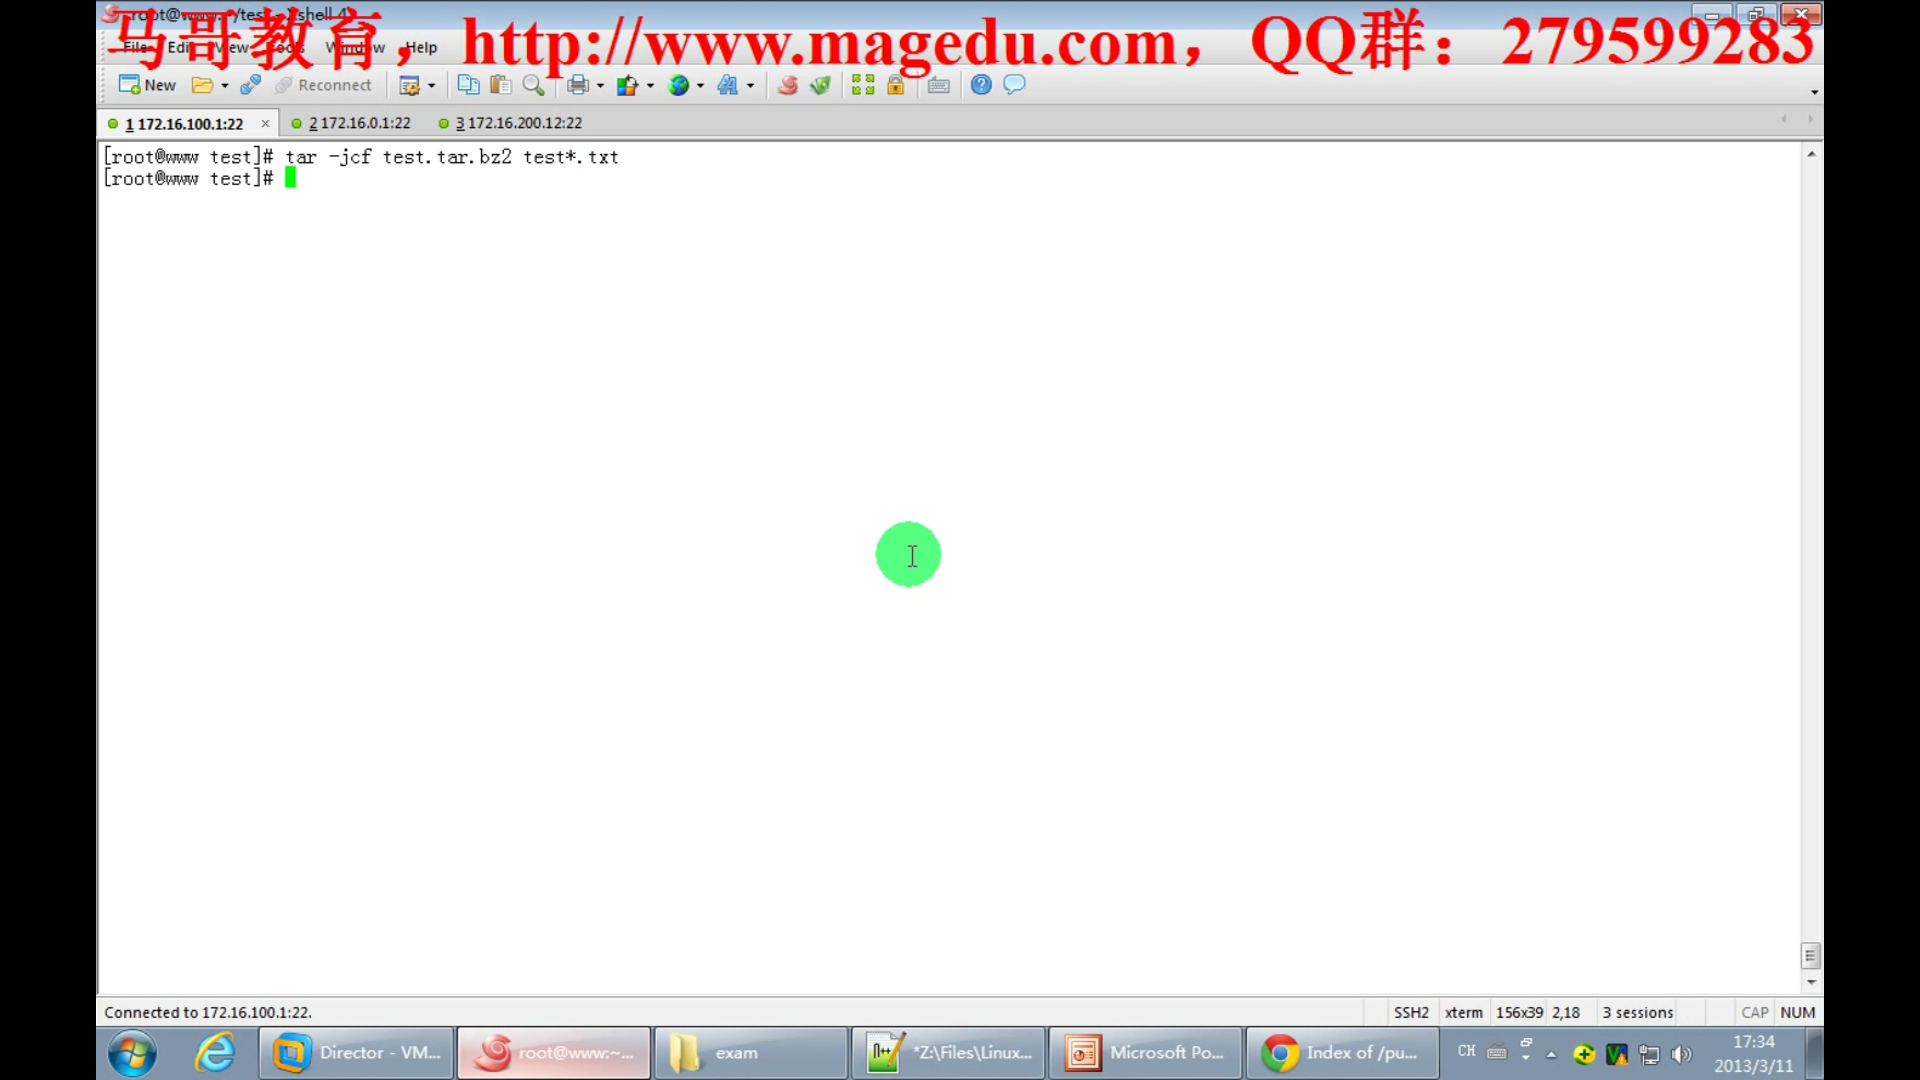 root@www:~/test - Xshell 4
马哥教育，http://www.magedu.com，QQ群：279599283
File Edit View Tools Window Help
New Reconnect
1 172.16.100.1:22 2 172.16.0.1:22 3 172.16.200.12:22
[root@www test]# tar -jcf test.tar.bz2 test*.txt
[root@www test]#
Connected to 172.16.100.1:22. SSH2 xterm 156x39 2,18 3 sessions CAP NUM
Director - VM... root@www:~... exam *Z:\Files\Linux... Microsoft Po... Index of /pu... CH 17:34
2013/3/11